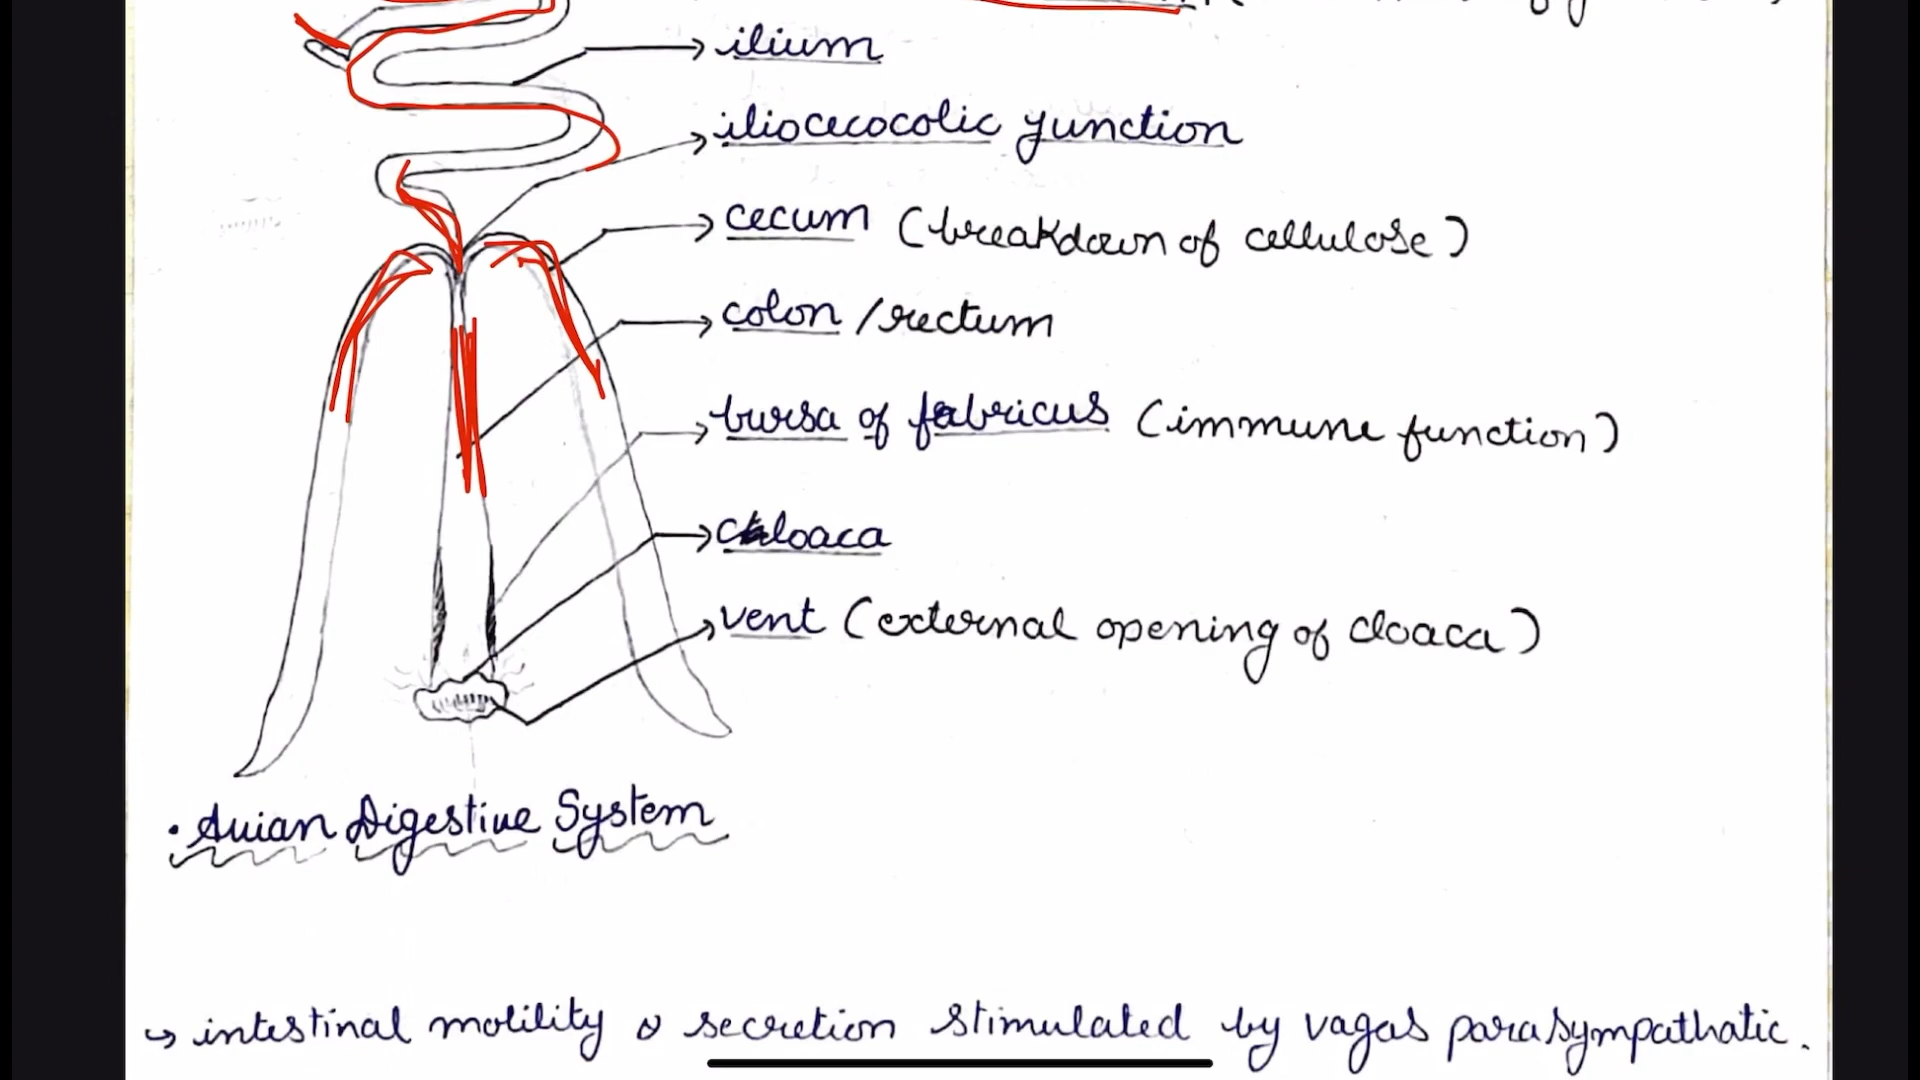 ilium
iliocecocolic junction
cecum (breakdown of cellulose)
colon / rectum
bursa of fabricus (immune function)
cloaca
vent (external opening of cloaca)
• Avian Digestive System
↳ intestinal motility & secretion stimulated by vagas parasympathatic.